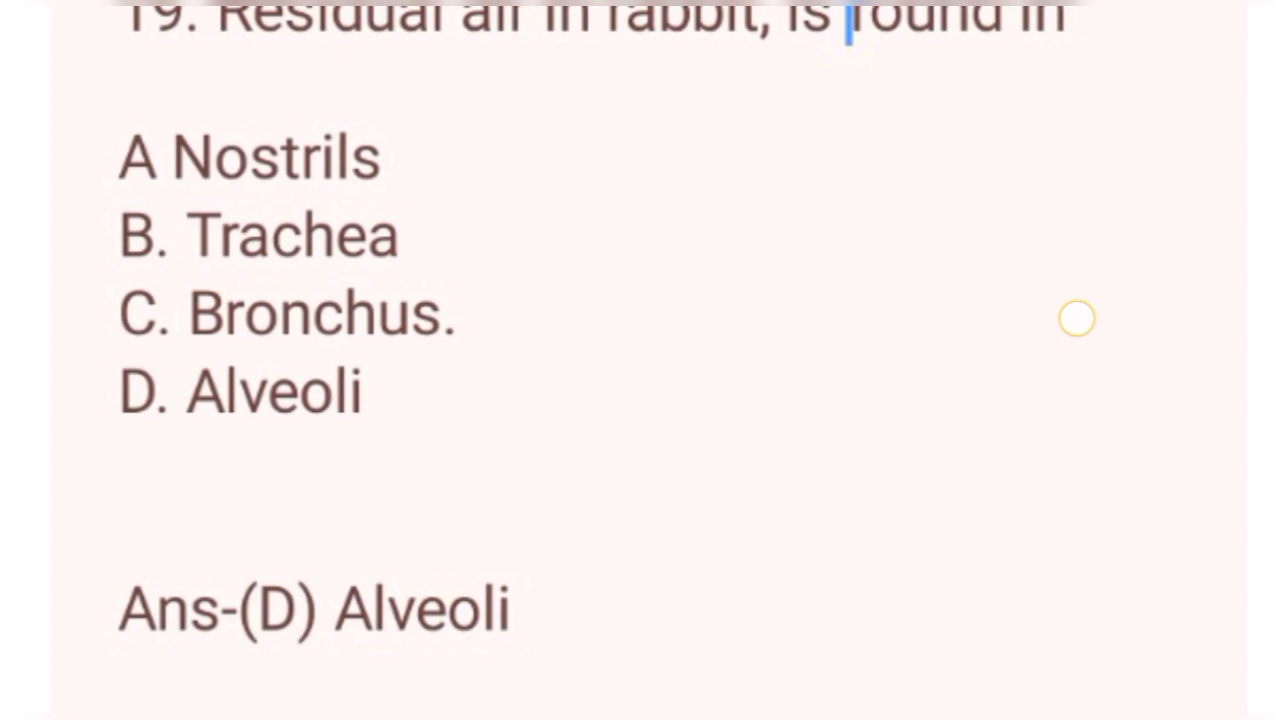 19. Residual air in rabbit, is found in
A Nostrils
B. Trachea
C. Bronchus.
D. Alveoli
Ans-(D) Alveoli